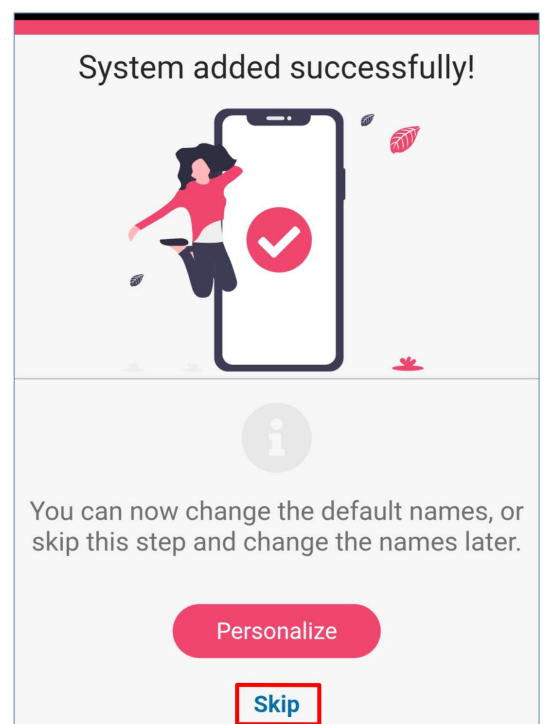 System added successfully!
You can now change the default names, or
skip this step and change the names later.
Personalize
Skip